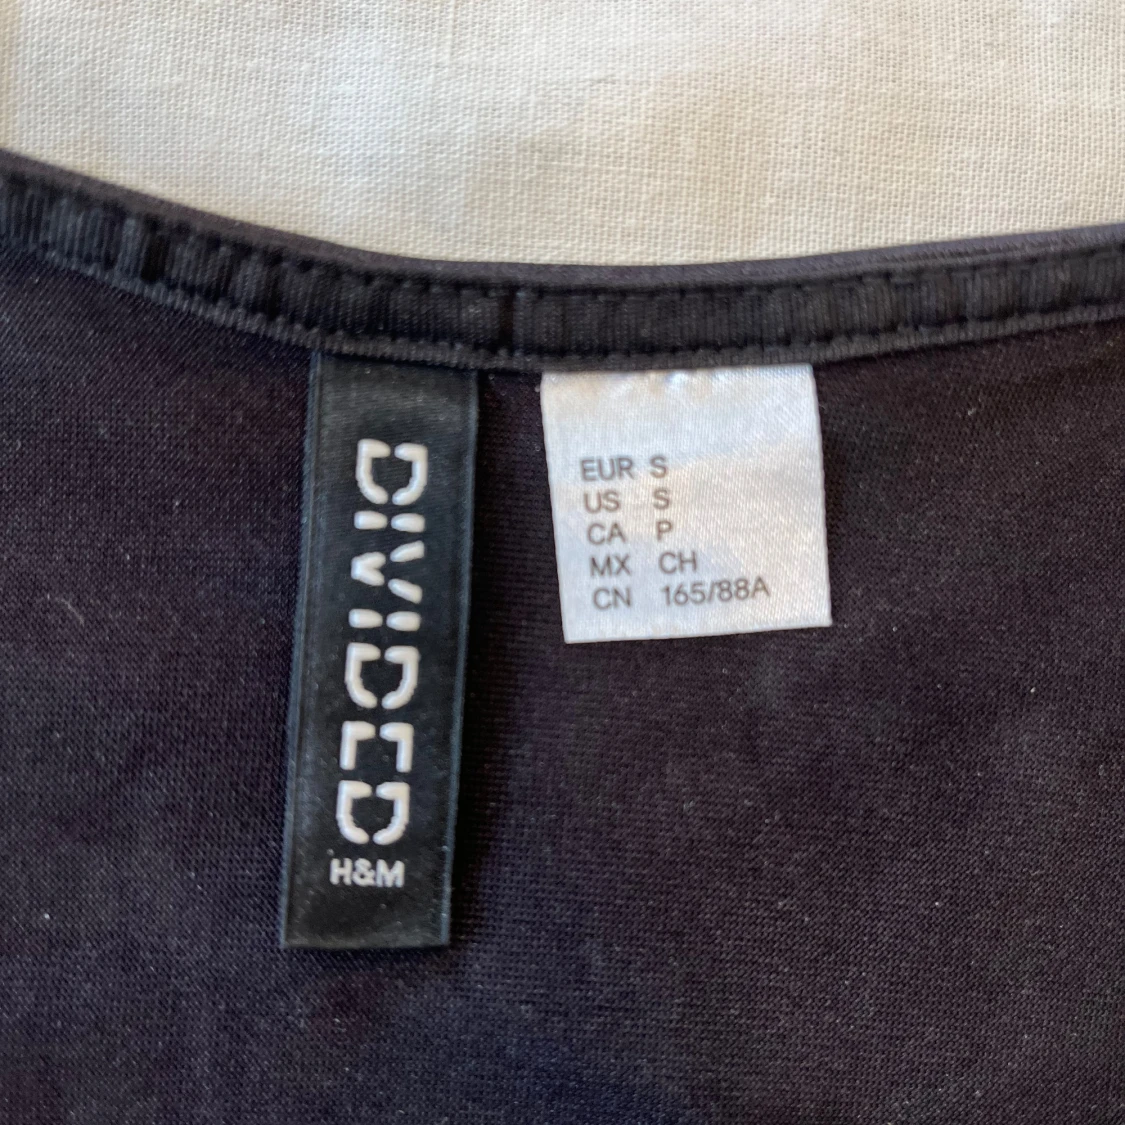 DIVIDED
H&M
EUR S
US S
CA P
MX CH
CN 165/88A